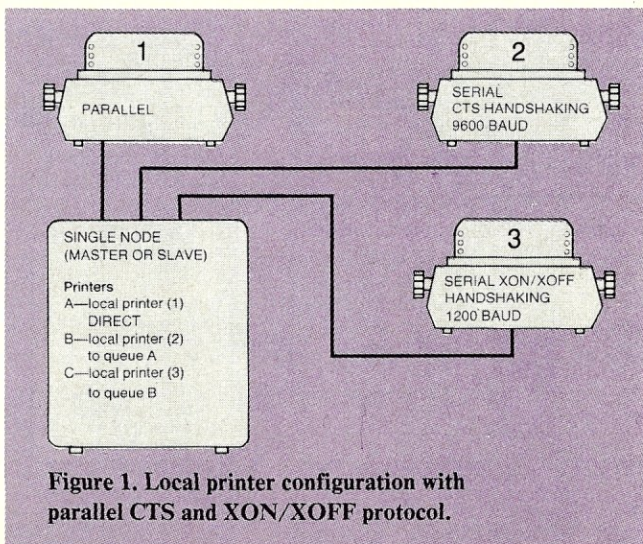 1
PARALLEL
2
SERIAL
CTS HANDSHAKING
9600 BAUD
3
SERIAL XON/XOFF
HANDSHAKING
1200 BAUD
SINGLE NODE
(MASTER OR SLAVE)
Printers
A—local printer (1)
DIRECT
B—local printer (2)
to queue A
C—local printer (3)
to queue B
Figure 1. Local printer configuration with
parallel CTS and XON/XOFF protocol.